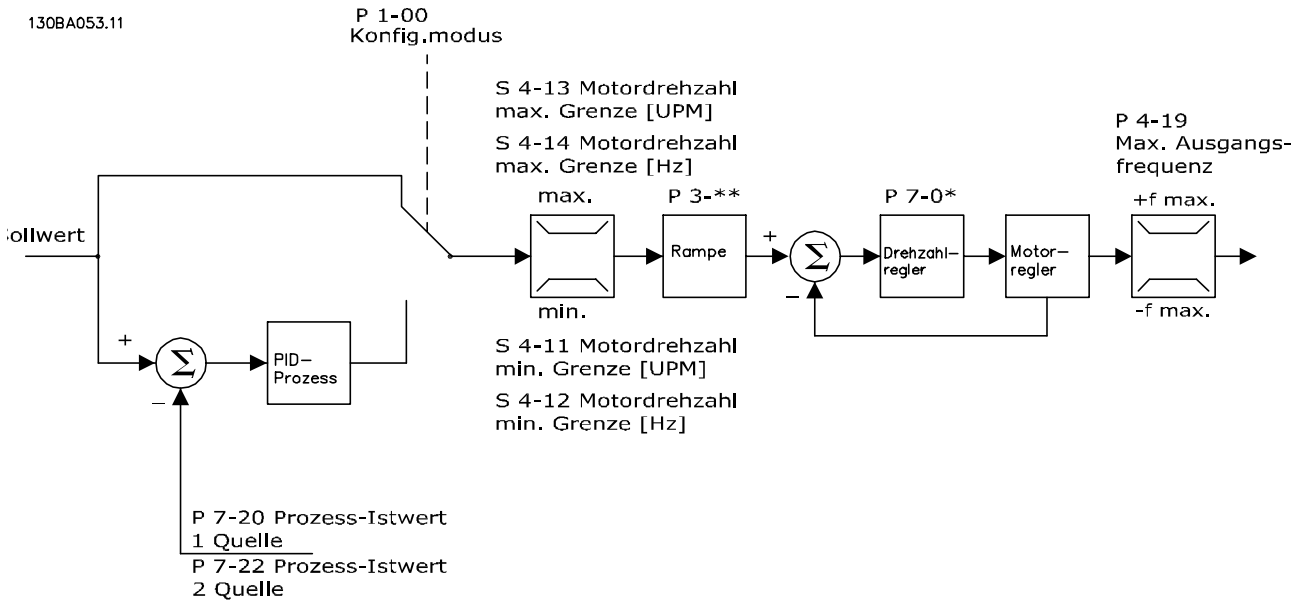 130BA053.11
P 1-00
Konfig.modus
S 4-13 Motordrehzahl
max. Grenze [UPM]
S 4-14 Motordrehzahl
max. Grenze [Hz]
P 4-19
Max. Ausgangs-
frequenz
max.
P 3-**
P 7-0*
+f max.
ollwert
+
Σ
−
PID−
Prozess
Rampe
+
Σ
−
Drehzahl−
regler
Motor−
regler
min.
-f max.
S 4-11 Motordrehzahl
min. Grenze [UPM]
S 4-12 Motordrehzahl
min. Grenze [Hz]
P 7-20 Prozess-Istwert
1 Quelle
P 7-22 Prozess-Istwert
2 Quelle